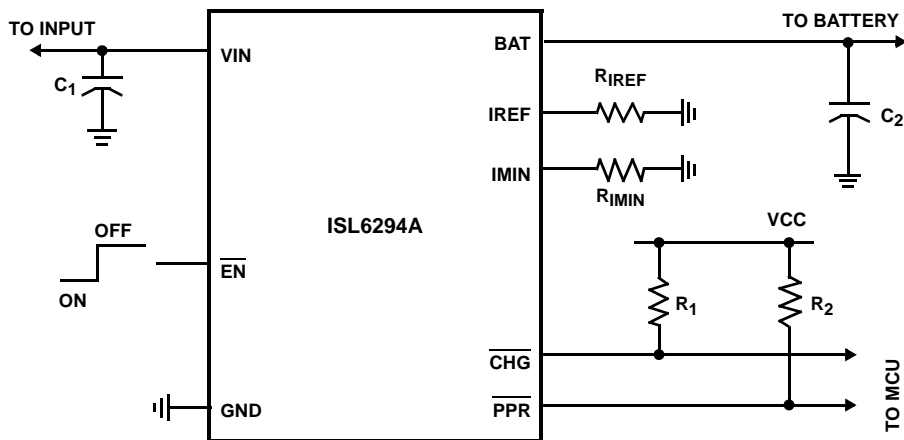 TO INPUT
TO BATTERY
VIN
BAT
C1
RIREF
IREF
C2
IMIN
RIMIN
ISL6294A
VCC
OFF
EN
ON
R1
R2
CHG
TO MCU
GND
PPR